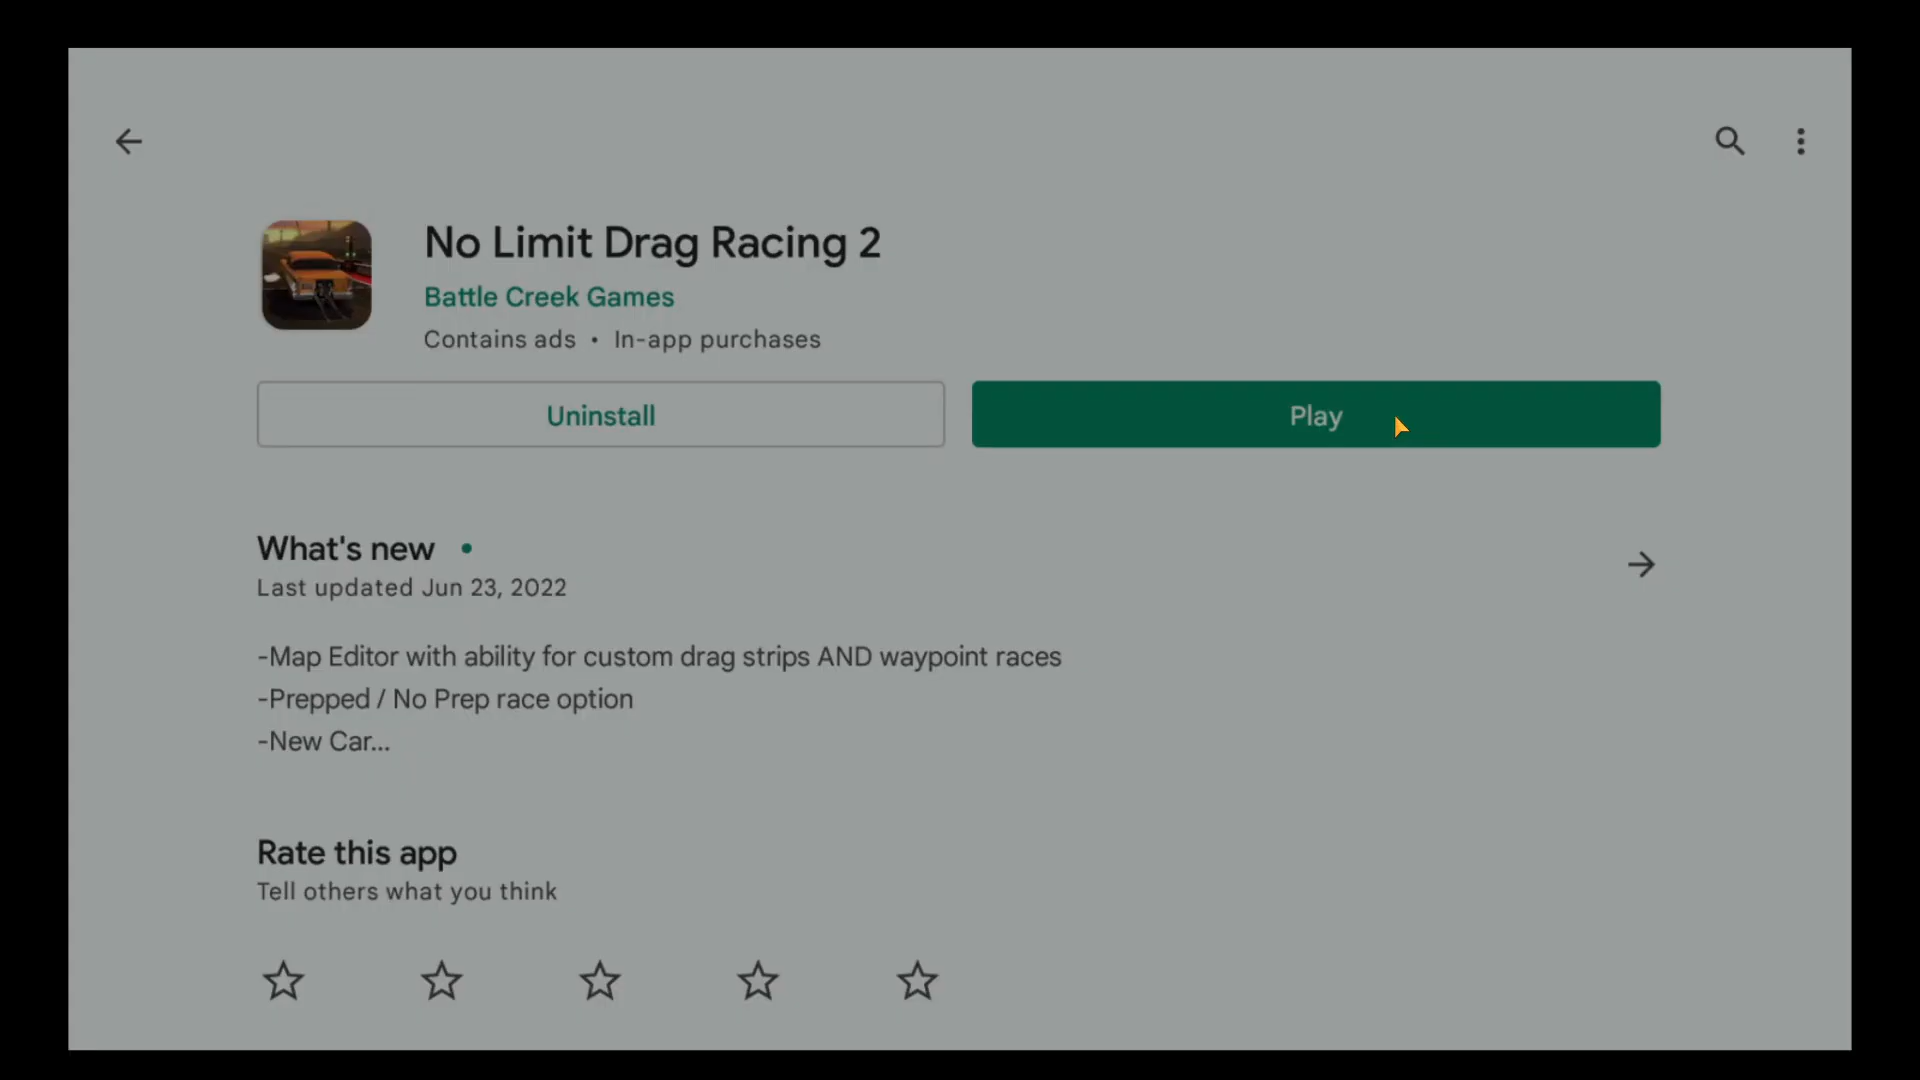 No Limit Drag Racing 2
Battle Creek Games
Contains ads • In-app purchases
Uninstall
Play
What's new •
Last updated Jun 23, 2022
-Map Editor with ability for custom drag strips AND waypoint races
-Prepped / No Prep race option
-New Car...
Rate this app
Tell others what you think